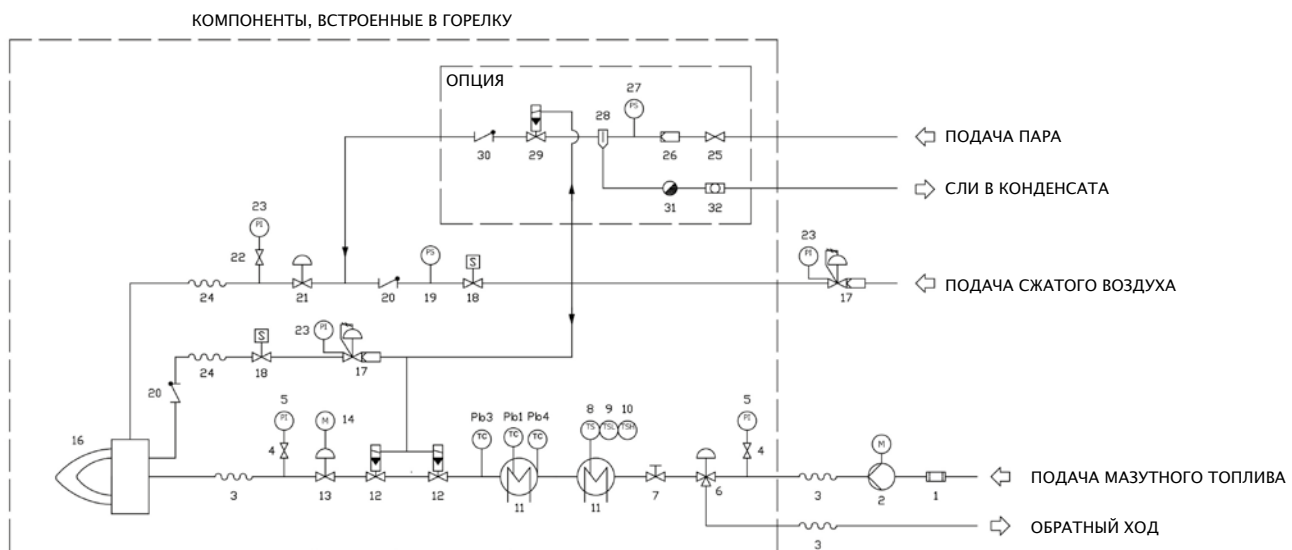 КОМПОНЕНТЫ, ВСТРОЕННЫЕ В ГОРЕЛКУ
ОПЦИЯ
27
PS
28
30
29
26
25
ПОДАЧА ПАРА
31
32
СЛИ В КОНДЕНСАТА
23
PI
22
24
21
20
PS
19
S
18
23
PI
17
ПОДАЧА СЖАТОГО ВОЗДУХА
S
24
18
23
PI
17
20
16
5
PI
4
14
M
3
13
12
12
Pb3
TC
Pb1
TC
Pb4
TC
11
8
TS
9
TSL
10
TSH
11
7
6
5
PI
4
3
M
2
1
ПОДАЧА МАЗУТНОГО ТОПЛИВА
3
ОБРАТНЫЙ ХОД